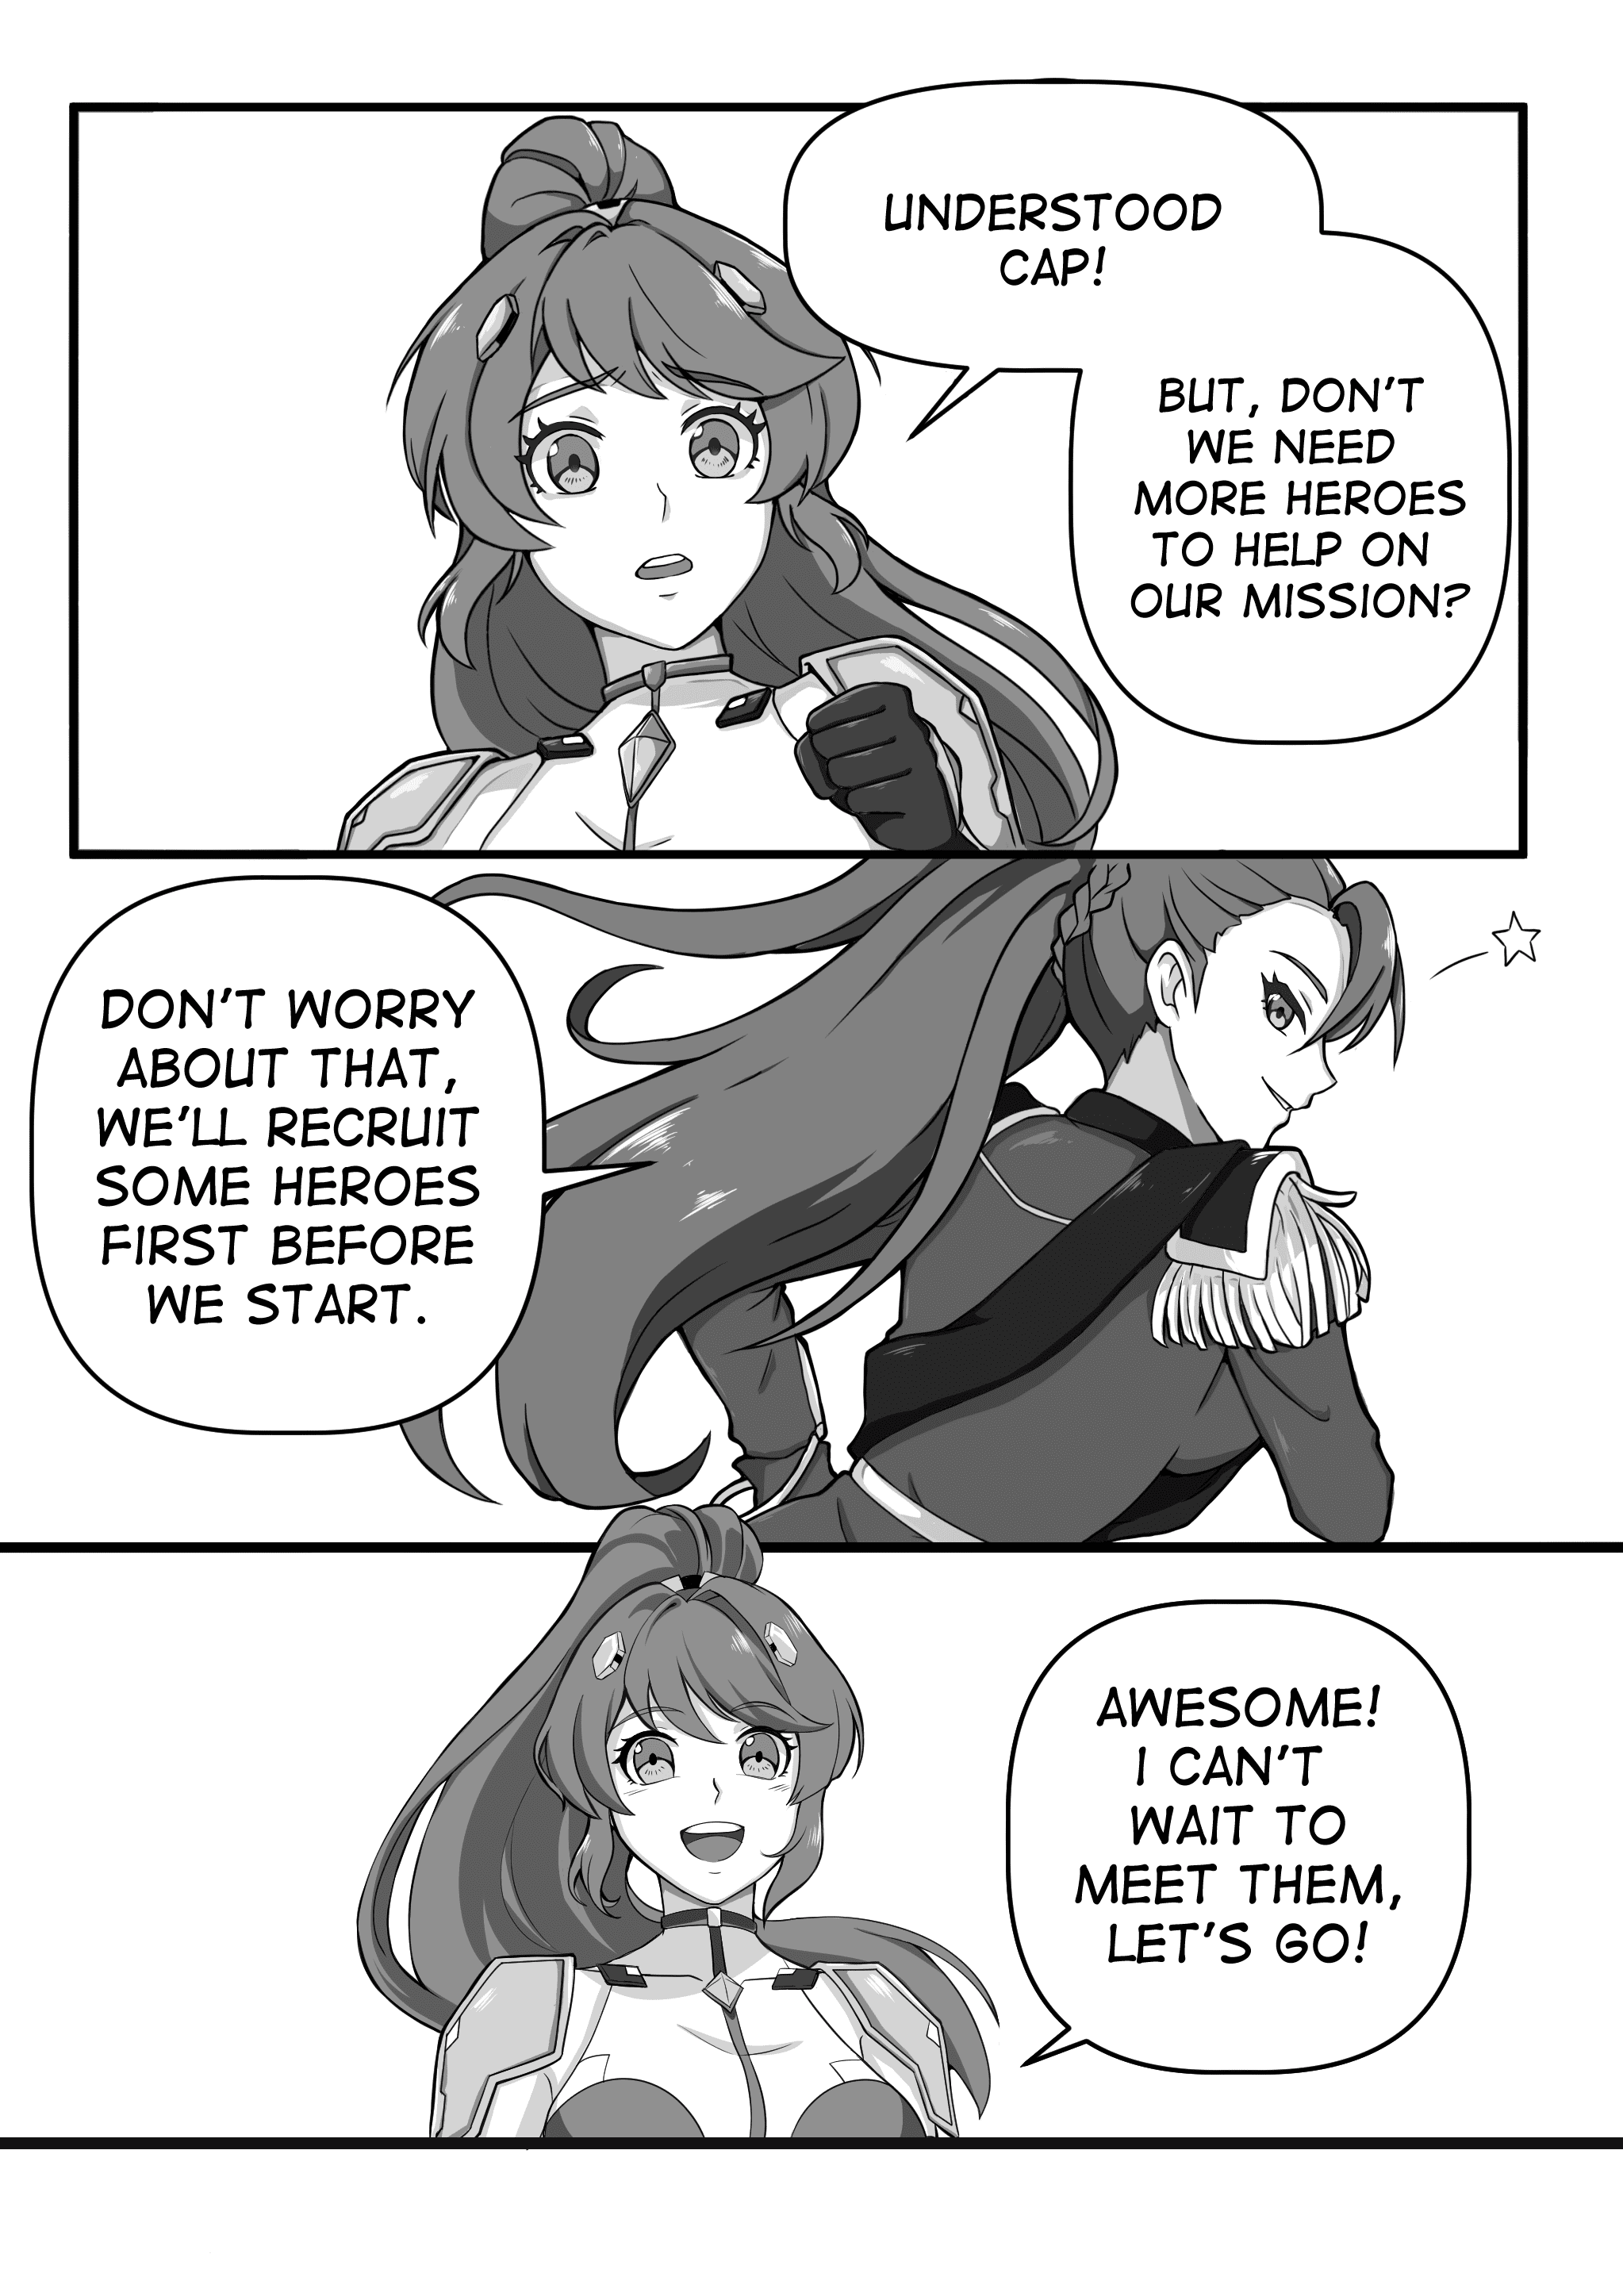 UNDERSTOOD
CAP!
BUT, DON'T
WE NEED
MORE HEROES
TO HELP ON
OUR MISSION?
DON'T WORRY
ABOUT THAT,
WE'LL RECRUIT
SOME HEROES
FIRST BEFORE
WE START.
AWESOME!
I CAN'T
WAIT TO
MEET THEM,
LET'S GO!